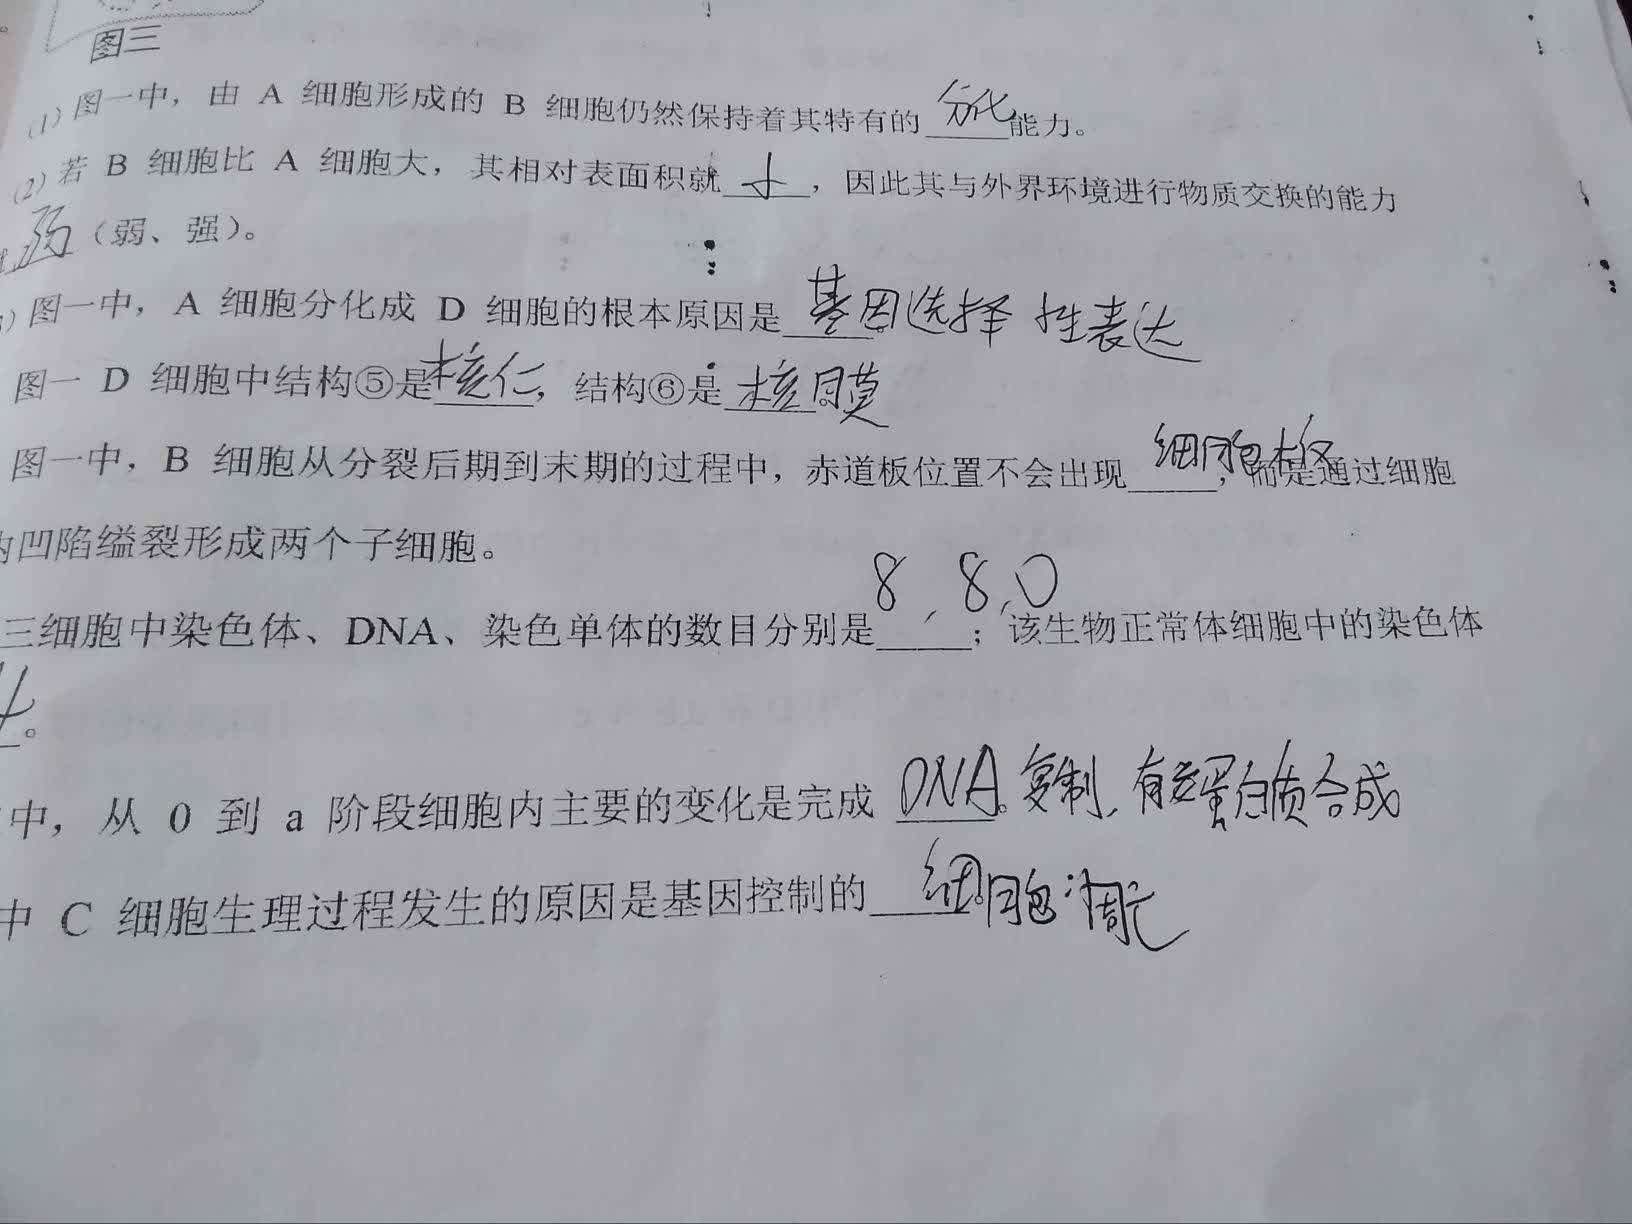 图三
(1) 图一中，由 A 细胞形成的 B 细胞仍然保持着其特有的 分化 能力。
(2) 若 B 细胞比 A 细胞大，其相对表面积就 小 ，因此其与外界环境进行物质交换的能力
弱 （弱、强）。
图一中，A 细胞分化成 D 细胞的根本原因是 基因选择性表达
图一 D 细胞中结构⑤是核仁，结构⑥是 核膜
图一中，B 细胞从分裂后期到末期的过程中，赤道板位置不会出现 细胞板 ，而是通过细胞
凹陷缢裂形成两个子细胞。
三细胞中染色体、DNA、染色单体的数目分别是 8，8，0 ；该生物正常体细胞中的染色体
4 。
中，从 0 到 a 阶段细胞内主要的变化是完成 DNA复制，有关蛋白质合成
中 C 细胞生理过程发生的原因是基因控制的 细胞凋亡